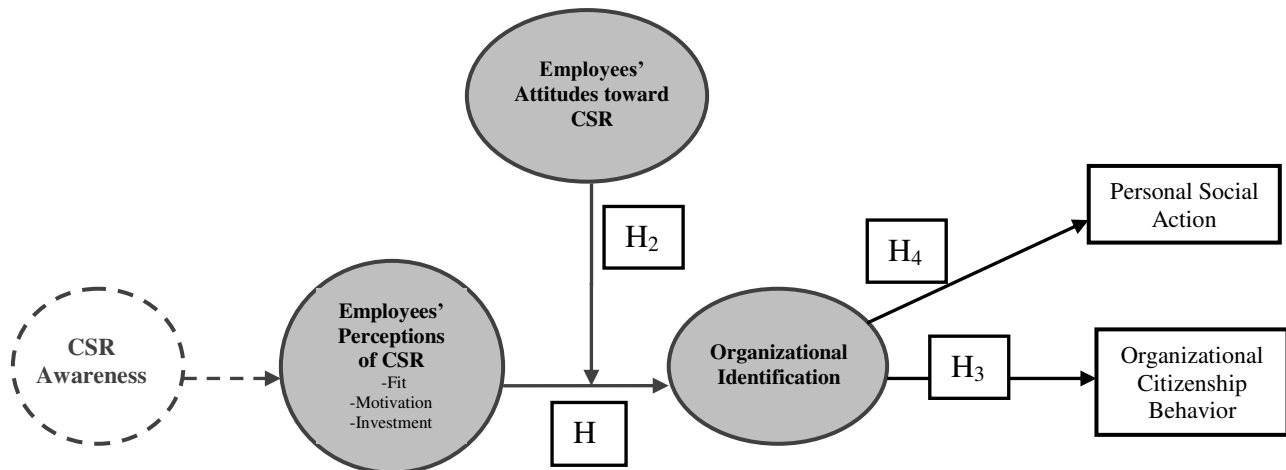 Employees'
Attitudes toward
CSR
H₂
Personal Social
Action
H₄
CSR
Awareness
Employees'
Perceptions
of CSR
-Fit
-Motivation
-Investment
H
Organizational
Identification
H₃
Organizational
Citizenship
Behavior